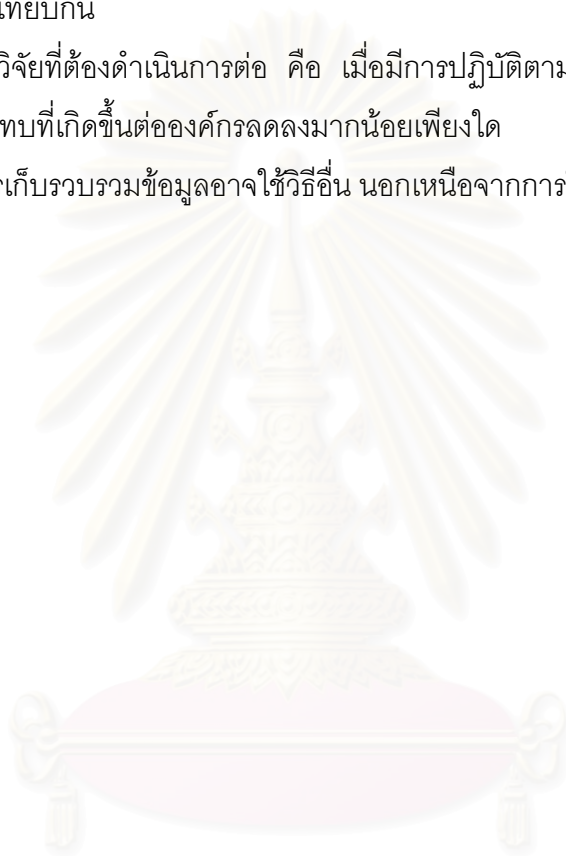 เทียบกัน
วิจัยที่ต้องดำเนินการต่อ คือ เมื่อมีการปฏิบัติตาม
ทบที่เกิดขึ้นต่อองค์กรลดลงมากน้อยเพียงใด
เก็บรวบรวมข้อมูลอาจใช้วิธีอื่น นอกเหนือจากการ